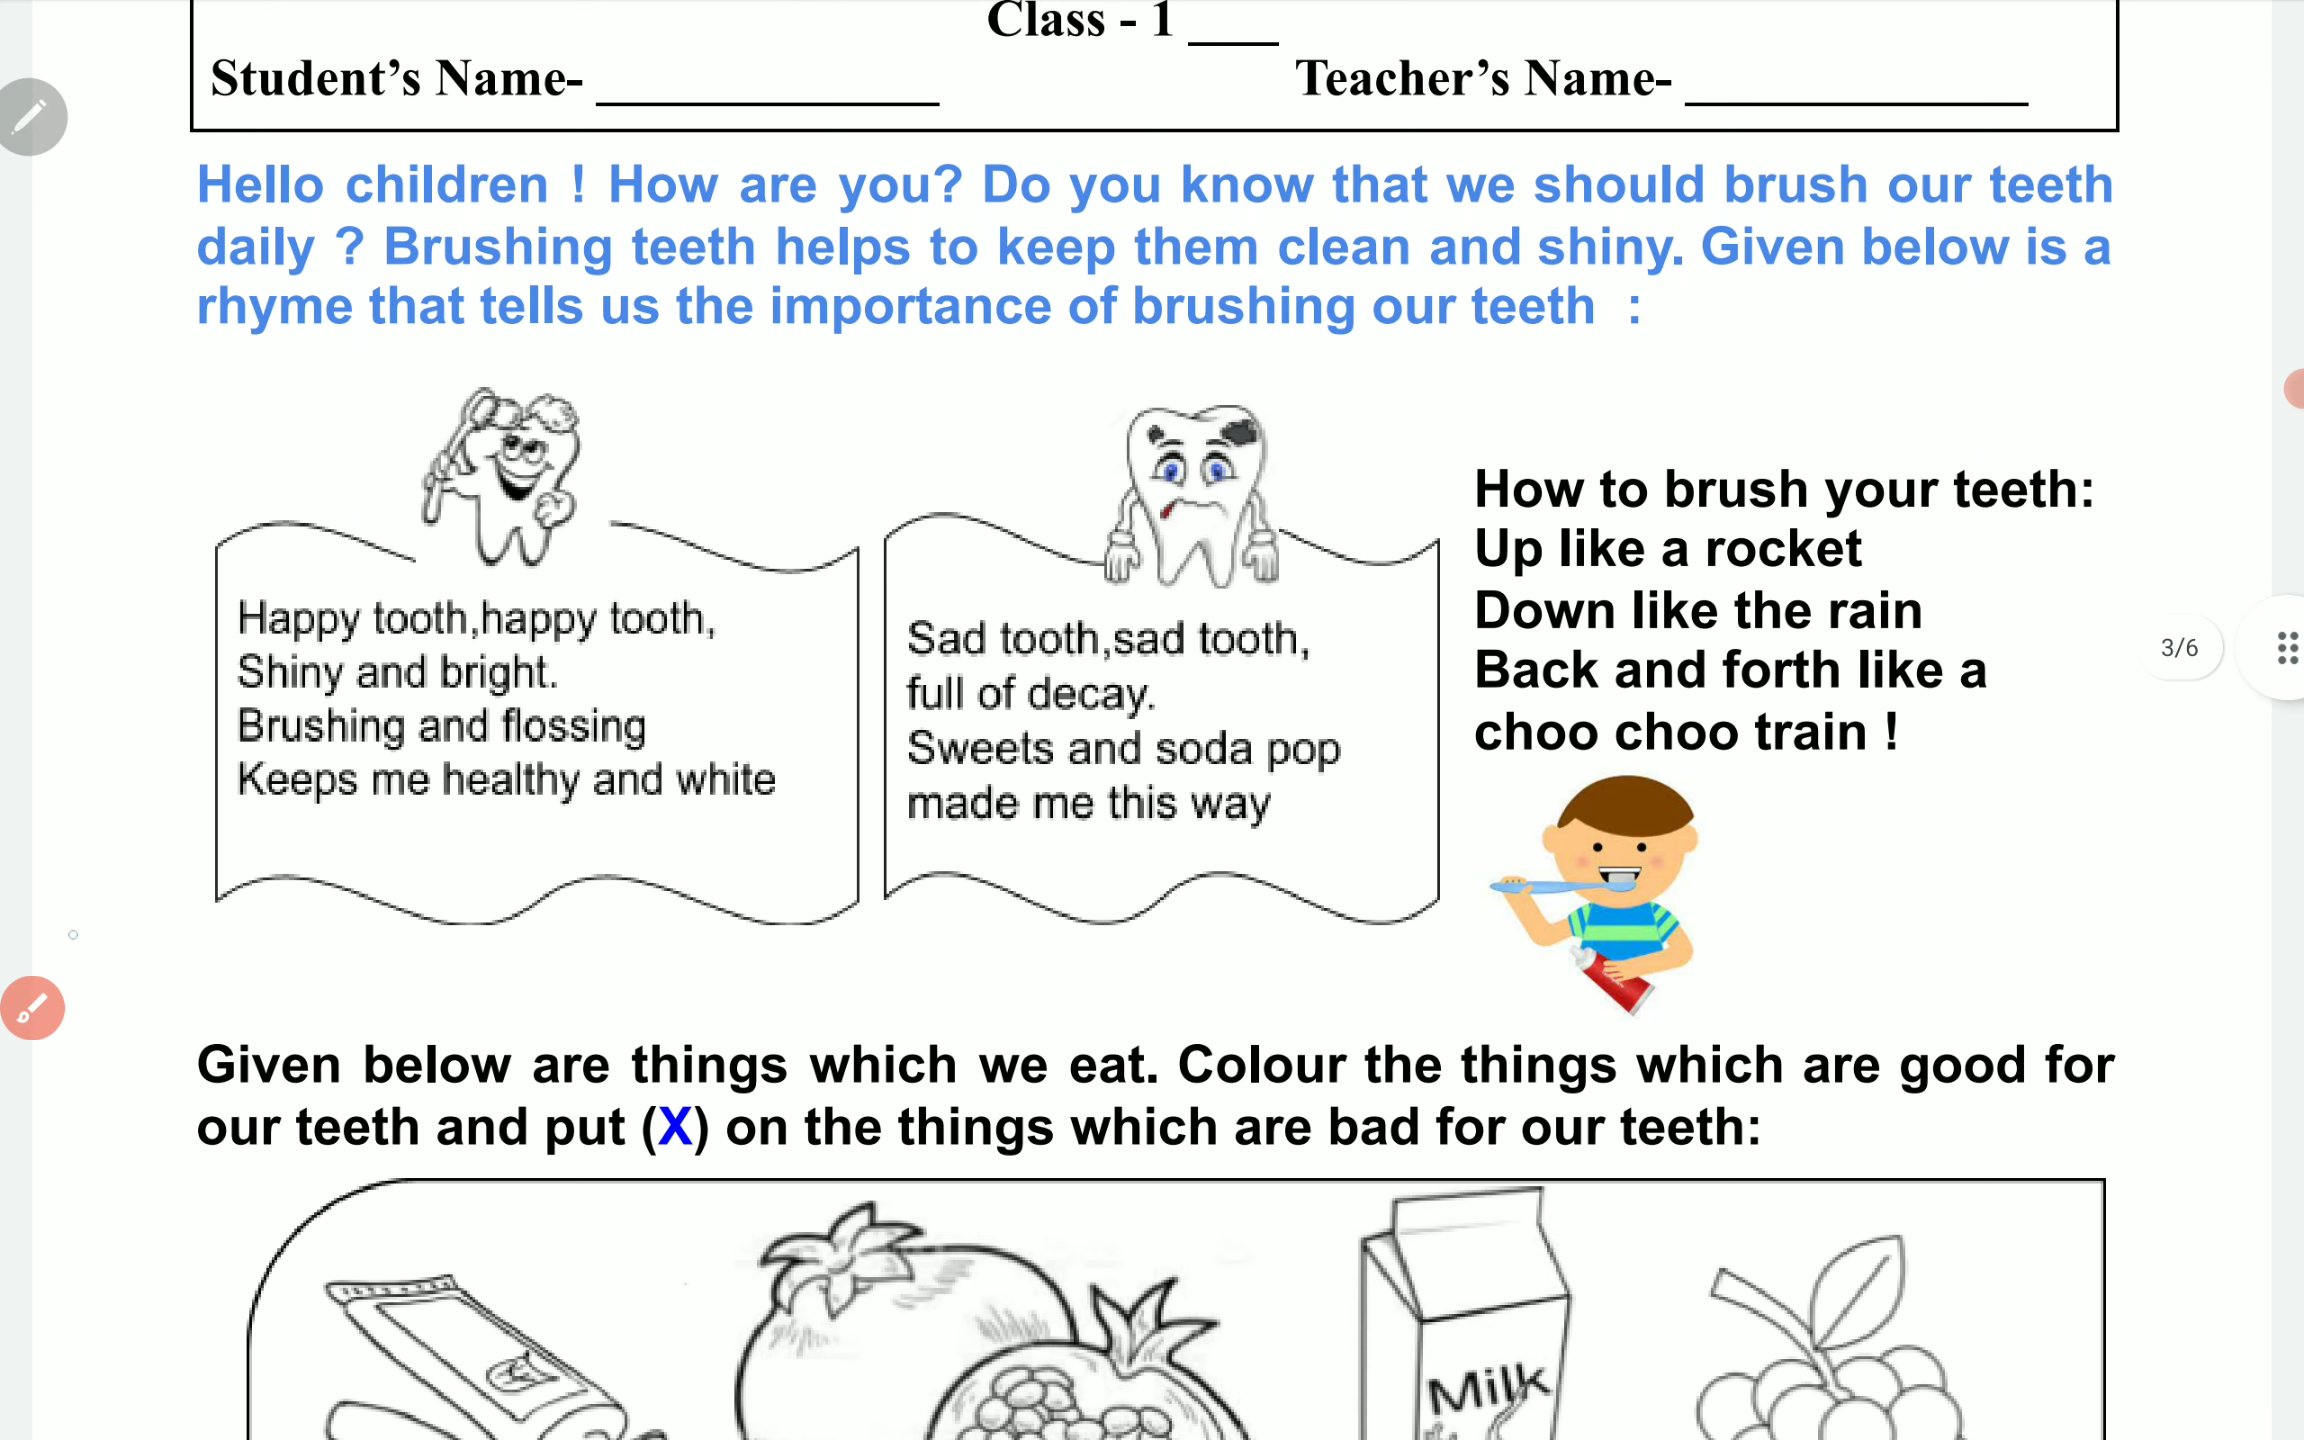 Class - 1 ____
Student’s Name- _____________ Teacher’s Name- _____________
Hello children ! How are you? Do you know that we should brush our teeth
daily ? Brushing teeth helps to keep them clean and shiny. Given below is a
rhyme that tells us the importance of brushing our teeth :
Happy tooth,happy tooth,
Shiny and bright.
Brushing and flossing
Keeps me healthy and white
Sad tooth,sad tooth,
full of decay.
Sweets and soda pop
made me this way
How to brush your teeth:
Up like a rocket
Down like the rain
Back and forth like a
choo choo train !
3/6
Given below are things which we eat. Colour the things which are good for
our teeth and put (X) on the things which are bad for our teeth:
Milk